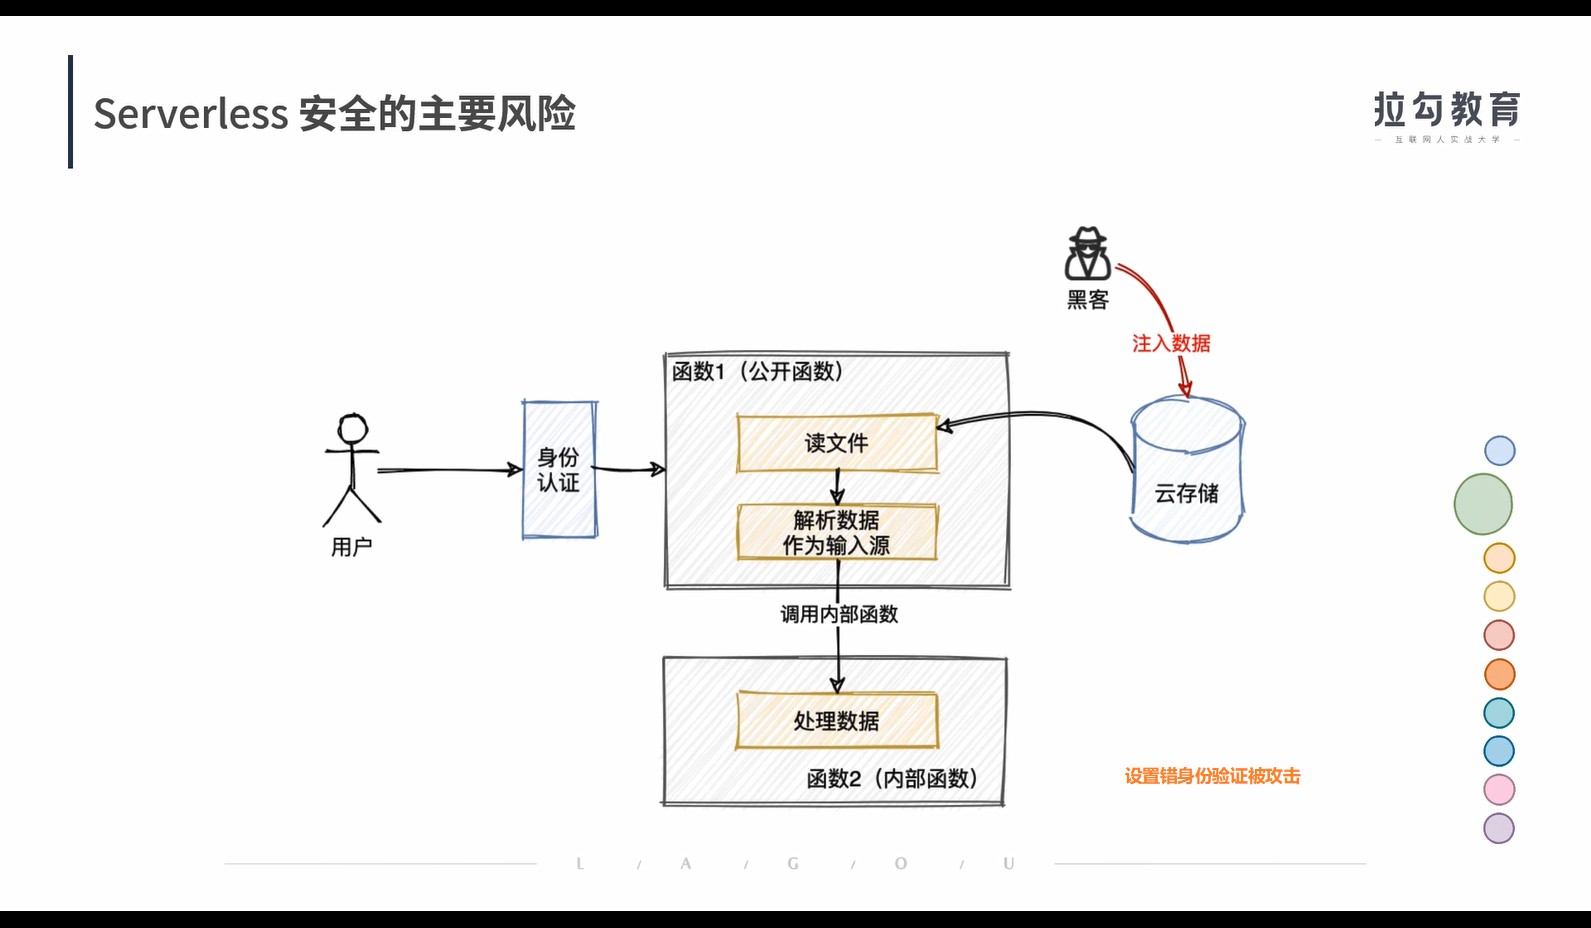 Serverless 安全的主要风险
拉勾教育
— 互联网人实战大学 —
黑客
注入数据
函数1（公开函数）
读文件
身份
认证
云存储
解析数据
作为输入源
用户
调用内部函数
处理数据
函数2（内部函数）
设置错身份验证被攻击
L / A / G / O / U